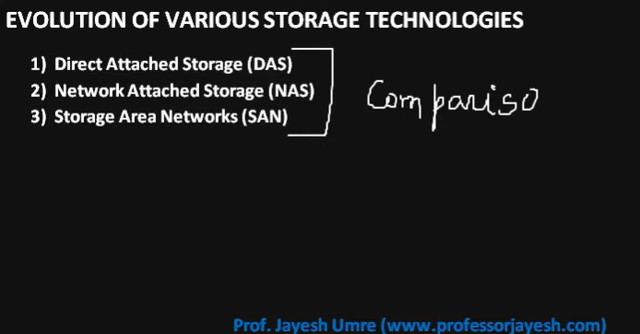 EVOLUTION OF VARIOUS STORAGE TECHNOLOGIES
1) Direct Attached Storage (DAS)
2) Network Attached Storage (NAS)
3) Storage Area Networks (SAN)
Compariso
Prof. Jayesh Umre (www.professorjayesh.com)